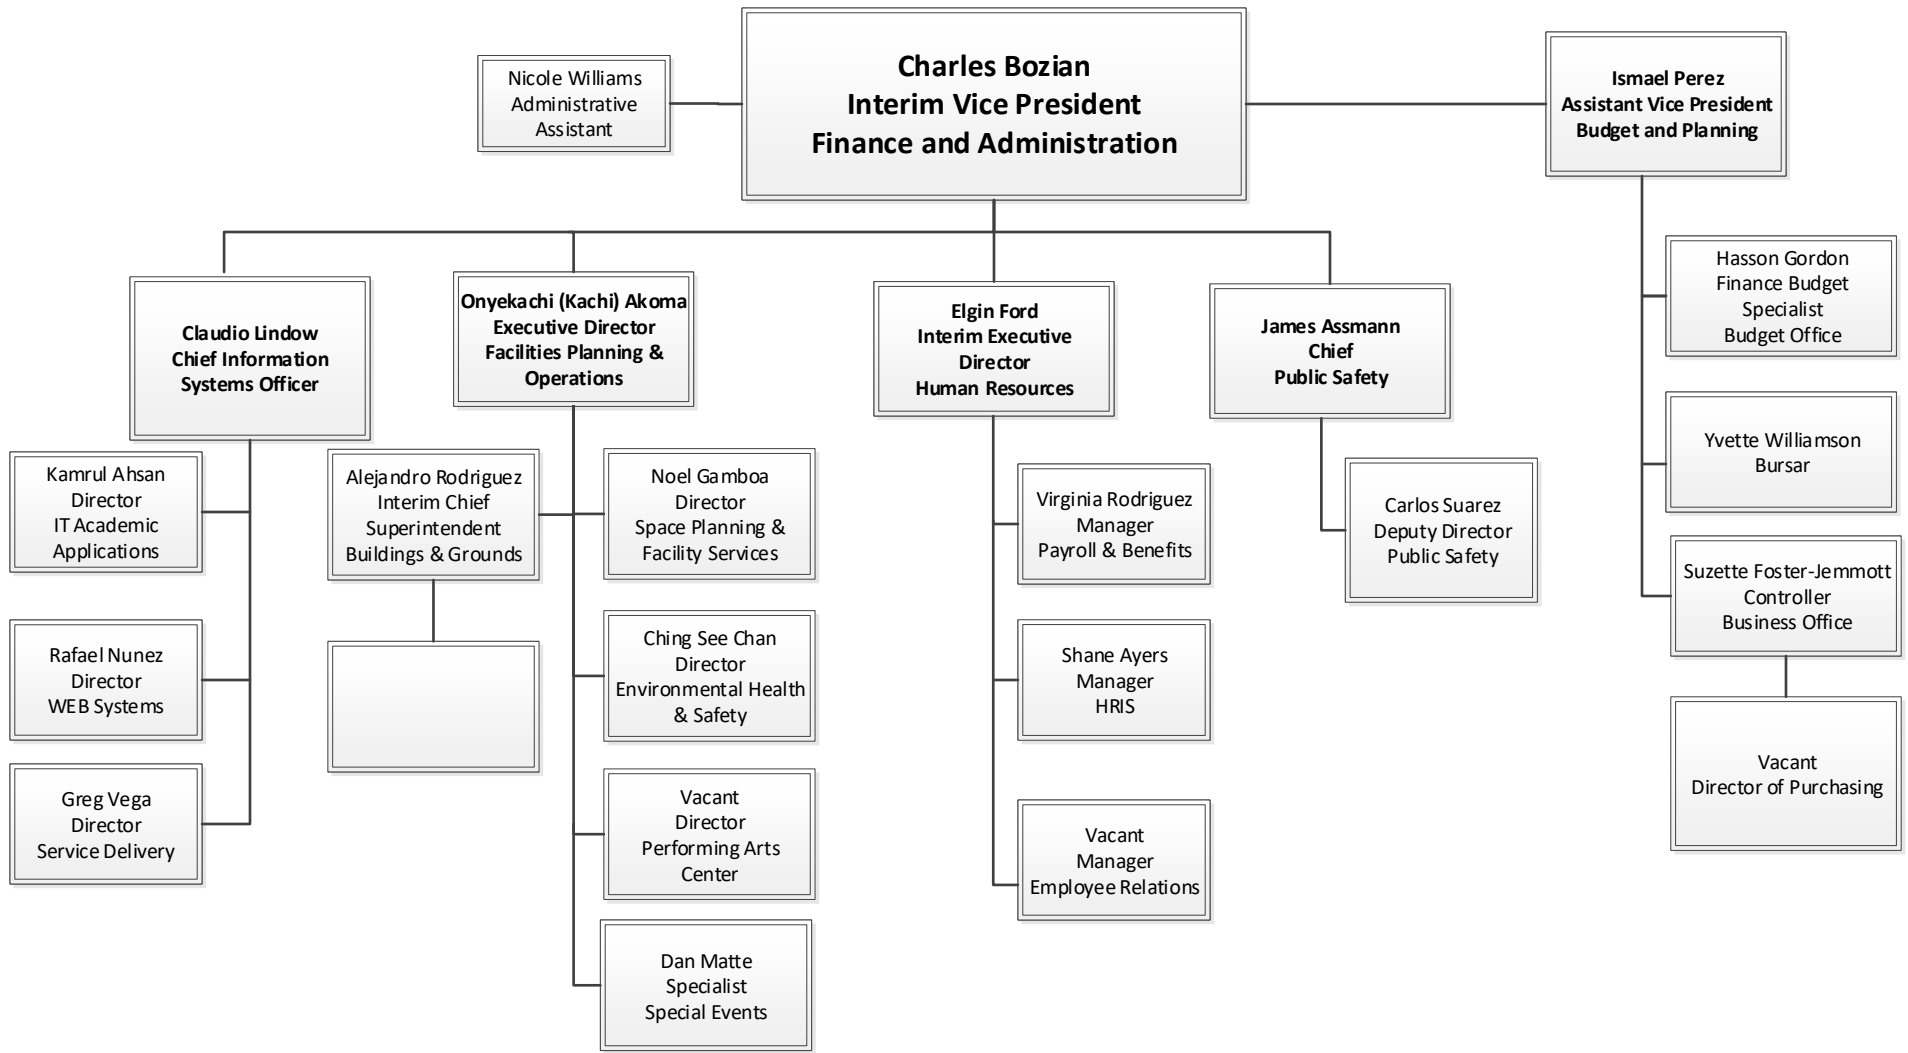 Charles Bozian
Interim Vice President
Finance and Administration
Nicole Williams
Administrative
Assistant
Ismael Perez
Assistant Vice President
Budget and Planning
Claudio Lindow
Chief Information
Systems Officer
Kamrul Ahsan
Director
IT Academic
Applications
Rafael Nunez
Director
WEB Systems
Greg Vega
Director
Service Delivery
Onyekachi (Kachi) Akoma
Executive Director
Facilities Planning &
Operations
Alejandro Rodriguez
Interim Chief
Superintendent
Buildings & Grounds
Noel Gamboa
Director
Space Planning &
Facility Services
Ching See Chan
Director
Environmental Health
& Safety
Vacant
Director
Performing Arts
Center
Dan Matte
Specialist
Special Events
Elgin Ford
Interim Executive
Director
Human Resources
Virginia Rodriguez
Manager
Payroll & Benefits
Shane Ayers
Manager
HRIS
Vacant
Manager
Employee Relations
James Assmann
Chief
Public Safety
Carlos Suarez
Deputy Director
Public Safety
Hasson Gordon
Finance Budget
Specialist
Budget Office
Yvette Williamson
Bursar
Suzette Foster-Jemmott
Controller
Business Office
Vacant
Director of Purchasing